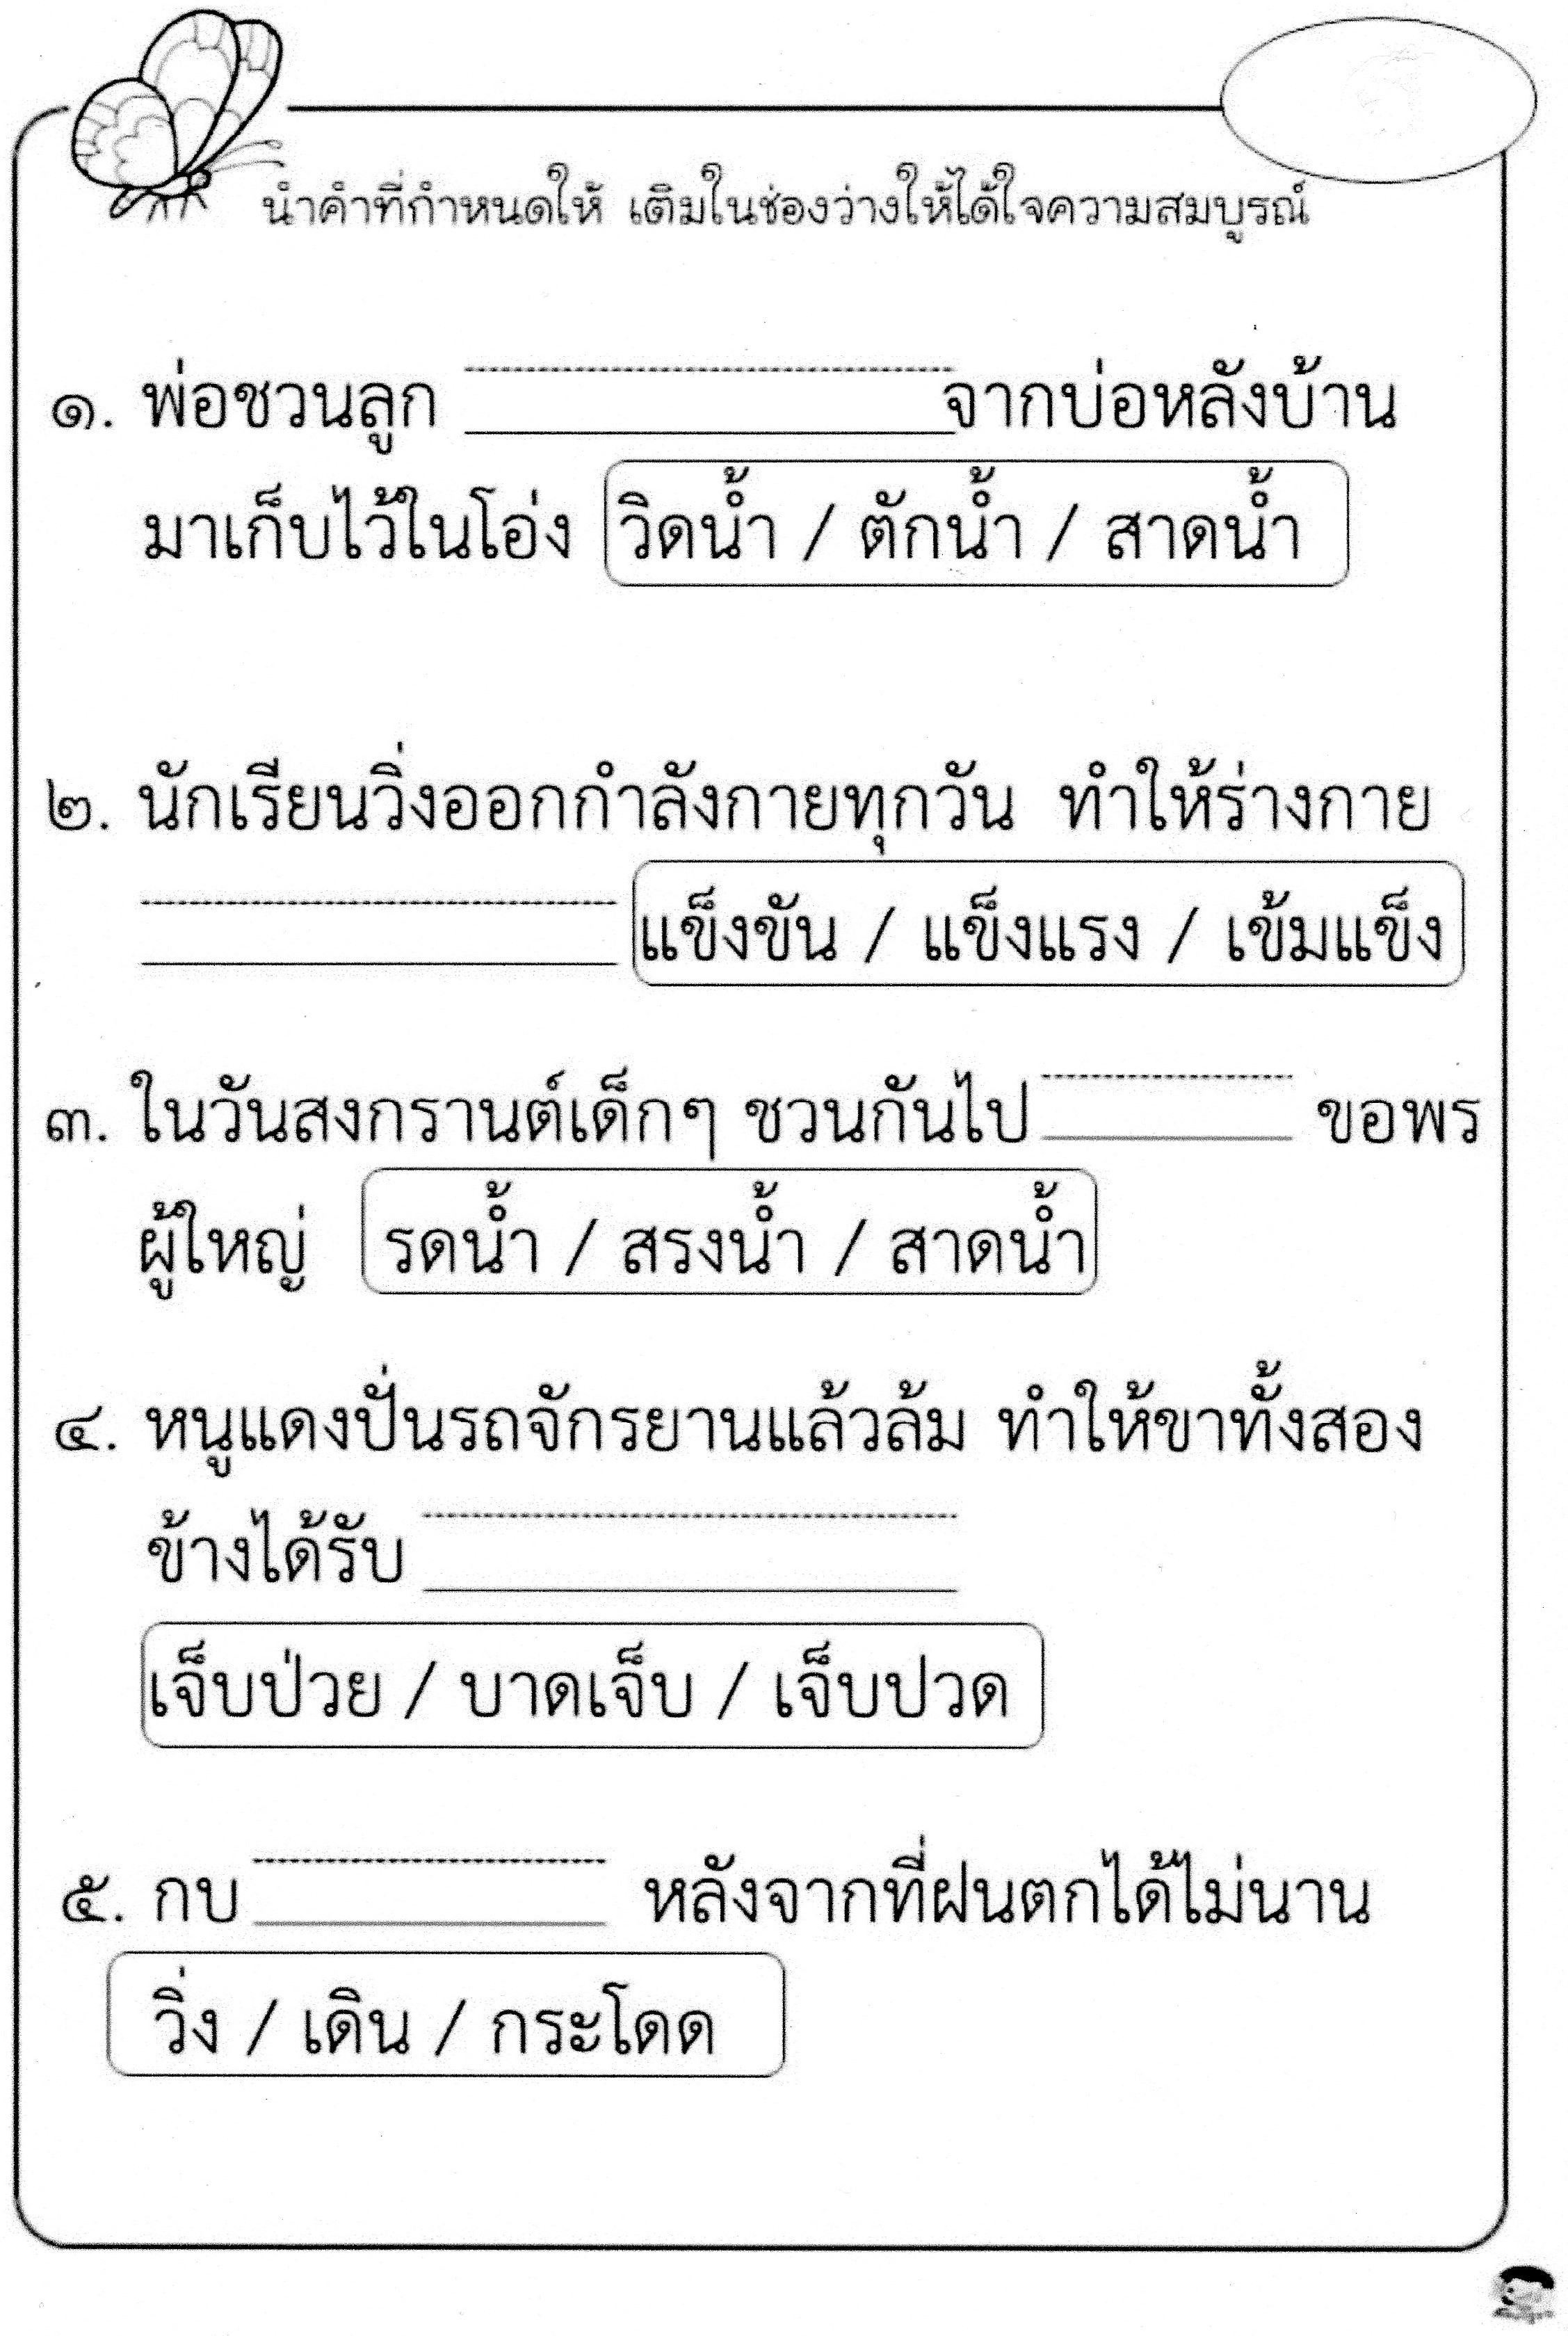 นำคำที่กำหนดให้ เติมในช่องว่างให้ได้ใจความสมบูรณ์
๑. พ่อชวนลูก จากบ่อหลังบ้าน
มาเก็บไว้ในโอ่ง วิดน้ำ / ตักน้ำ / สาดน้ำ
๒. นักเรียนวิ่งออกกำลังกายทุกวัน ทำให้ร่างกาย
แข็งขัน / แข็งแรง / เข้มแข็ง
๓. ในวันสงกรานต์เด็กๆ ชวนกันไป ขอพร
ผู้ใหญ่ รดน้ำ / สรงน้ำ / สาดน้ำ
๔. หนูแดงปั่นรถจักรยานแล้วล้ม ทำให้ขาทั้งสอง
ข้างได้รับ
เจ็บป่วย / บาดเจ็บ / เจ็บปวด
๕. กบ หลังจากที่ฝนตกได้ไม่นาน
วิ่ง / เดิน / กระโดด